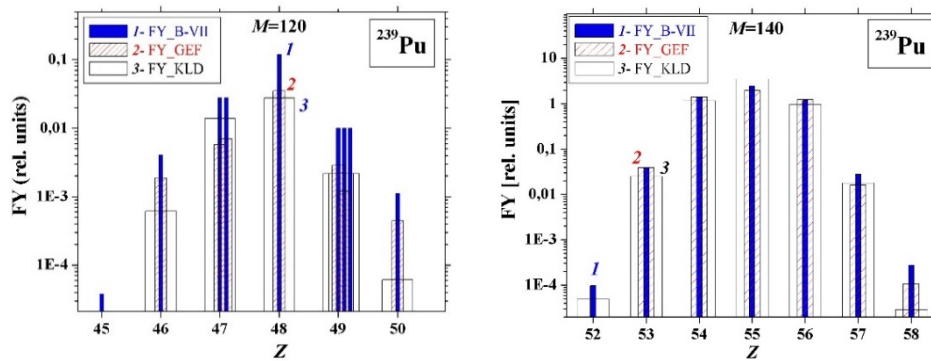 M=120
²³⁹Pu
1- FY_B-VII
2- FY_GEF
3- FY_KLD
1
2
3
FY (rel. units)
0,1
0,01
1E-3
1E-4
45 46 47 48 49 50
Z
M=140
²³⁹Pu
1- FY_B-VII
2- FY_GEF
3- FY_KLD
2
3
1
FY [rel. units]
1
0,1
0,01
1E-3
1E-4
52 53 54 55 56 57 58
Z